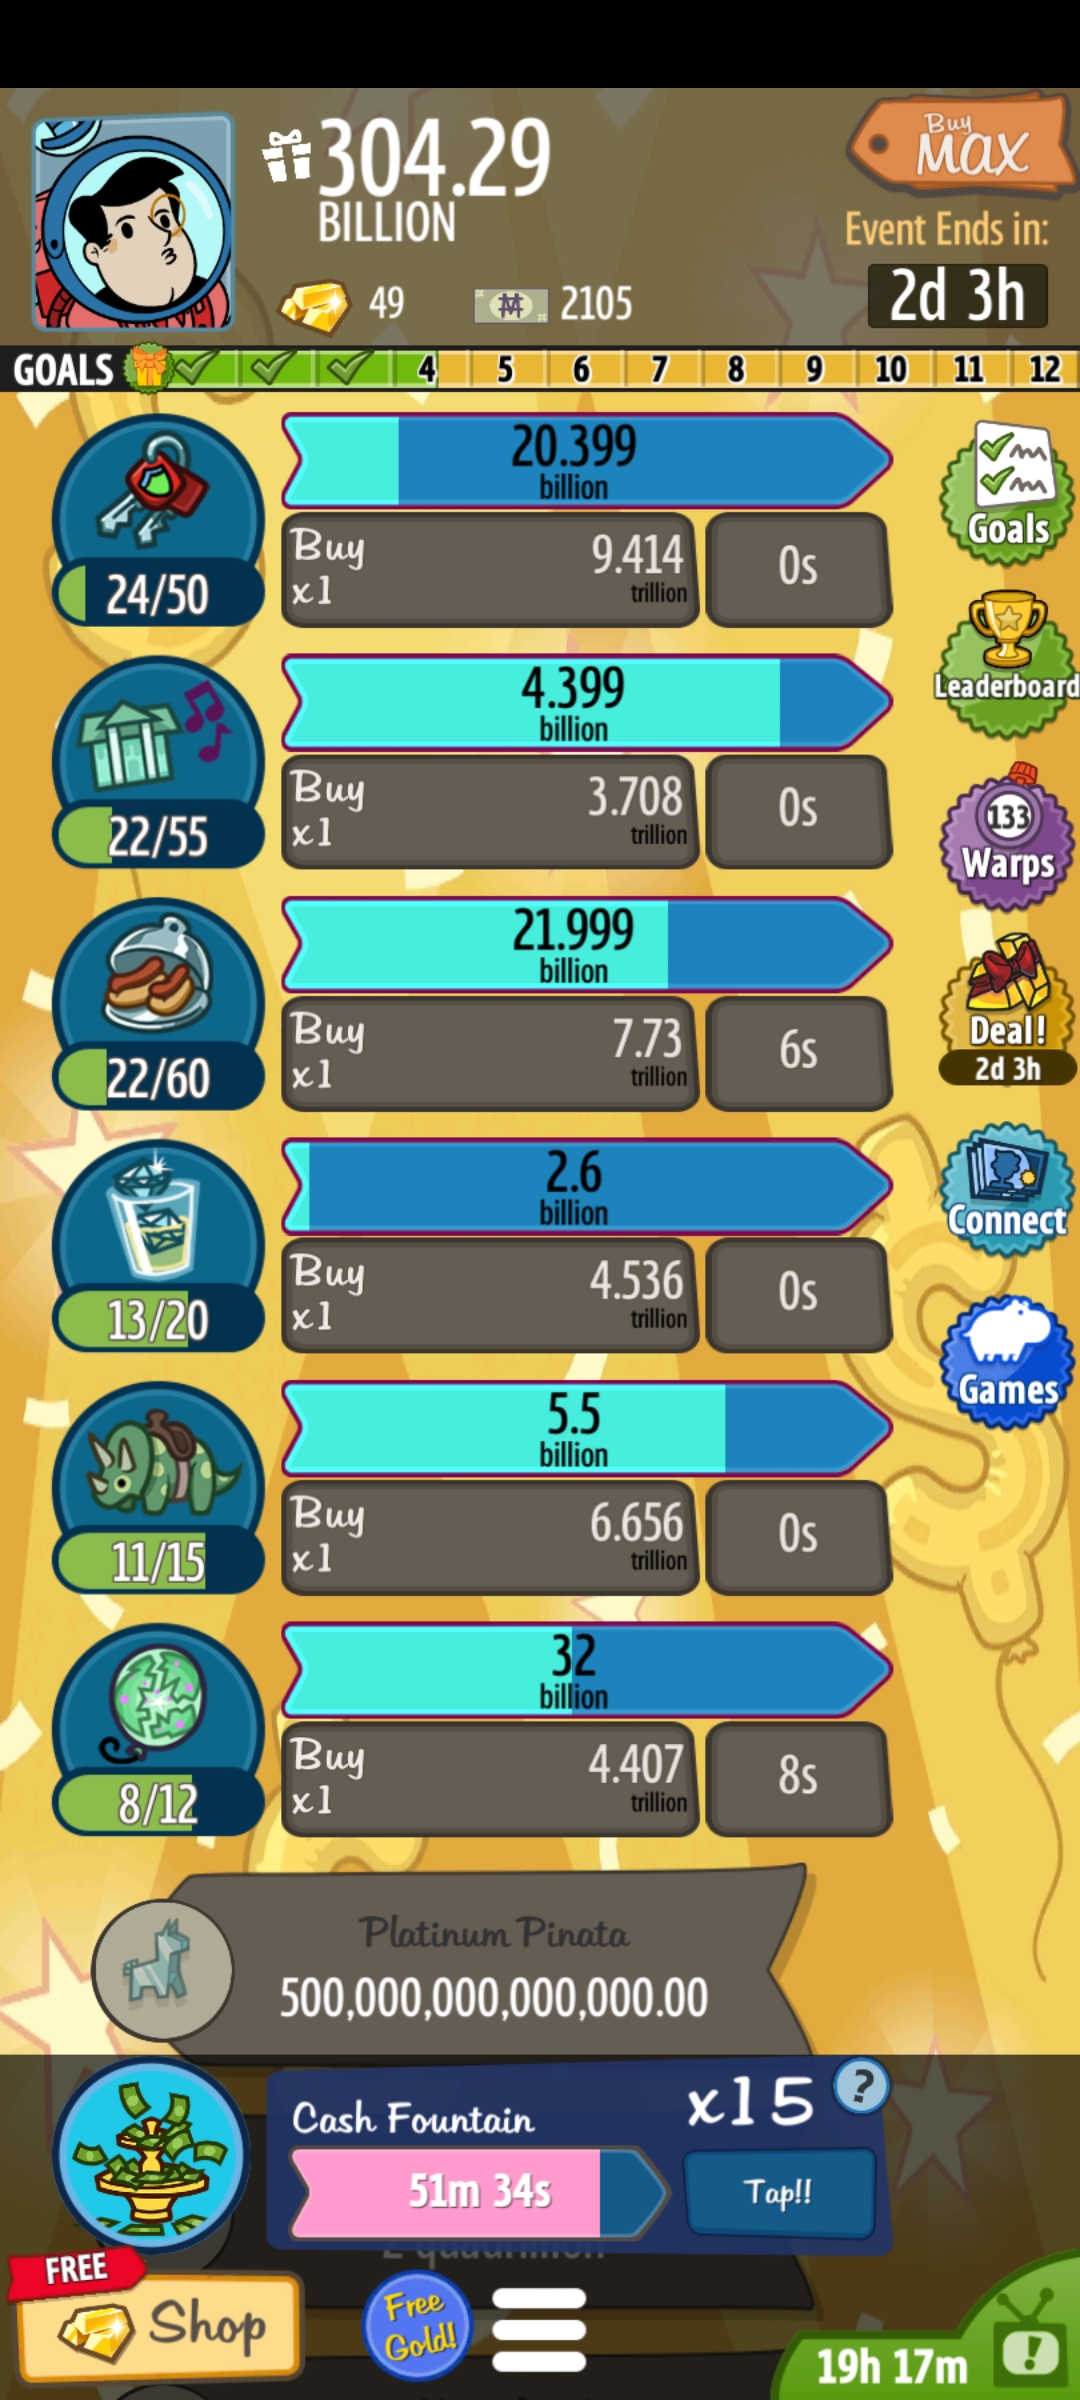 304.29
BILLION
Buy
MAX
Event Ends in:
2d 3h
49
2105
GOALS 4 5 6 7 8 9 10 11 12
20.399
billion
Buy
x1
9.414
trillion
0s
24/50
Goals
4.399
billion
Buy
x1
3.708
trillion
0s
22/55
Leaderboard
133
Warps
21.999
billion
Buy
x1
7.73
trillion
6s
22/60
Deal!
2d 3h
2.6
billion
Buy
x1
4.536
trillion
0s
13/20
Connect
Games
5.5
billion
Buy
x1
6.656
trillion
0s
11/15
32
billion
Buy
x1
4.407
trillion
8s
8/12
Platinum Pinata
500,000,000,000,000.00
Cash Fountain
x15
?
51m 34s
Tap!!
FREE
Shop
Free
Gold!
19h 17m
!